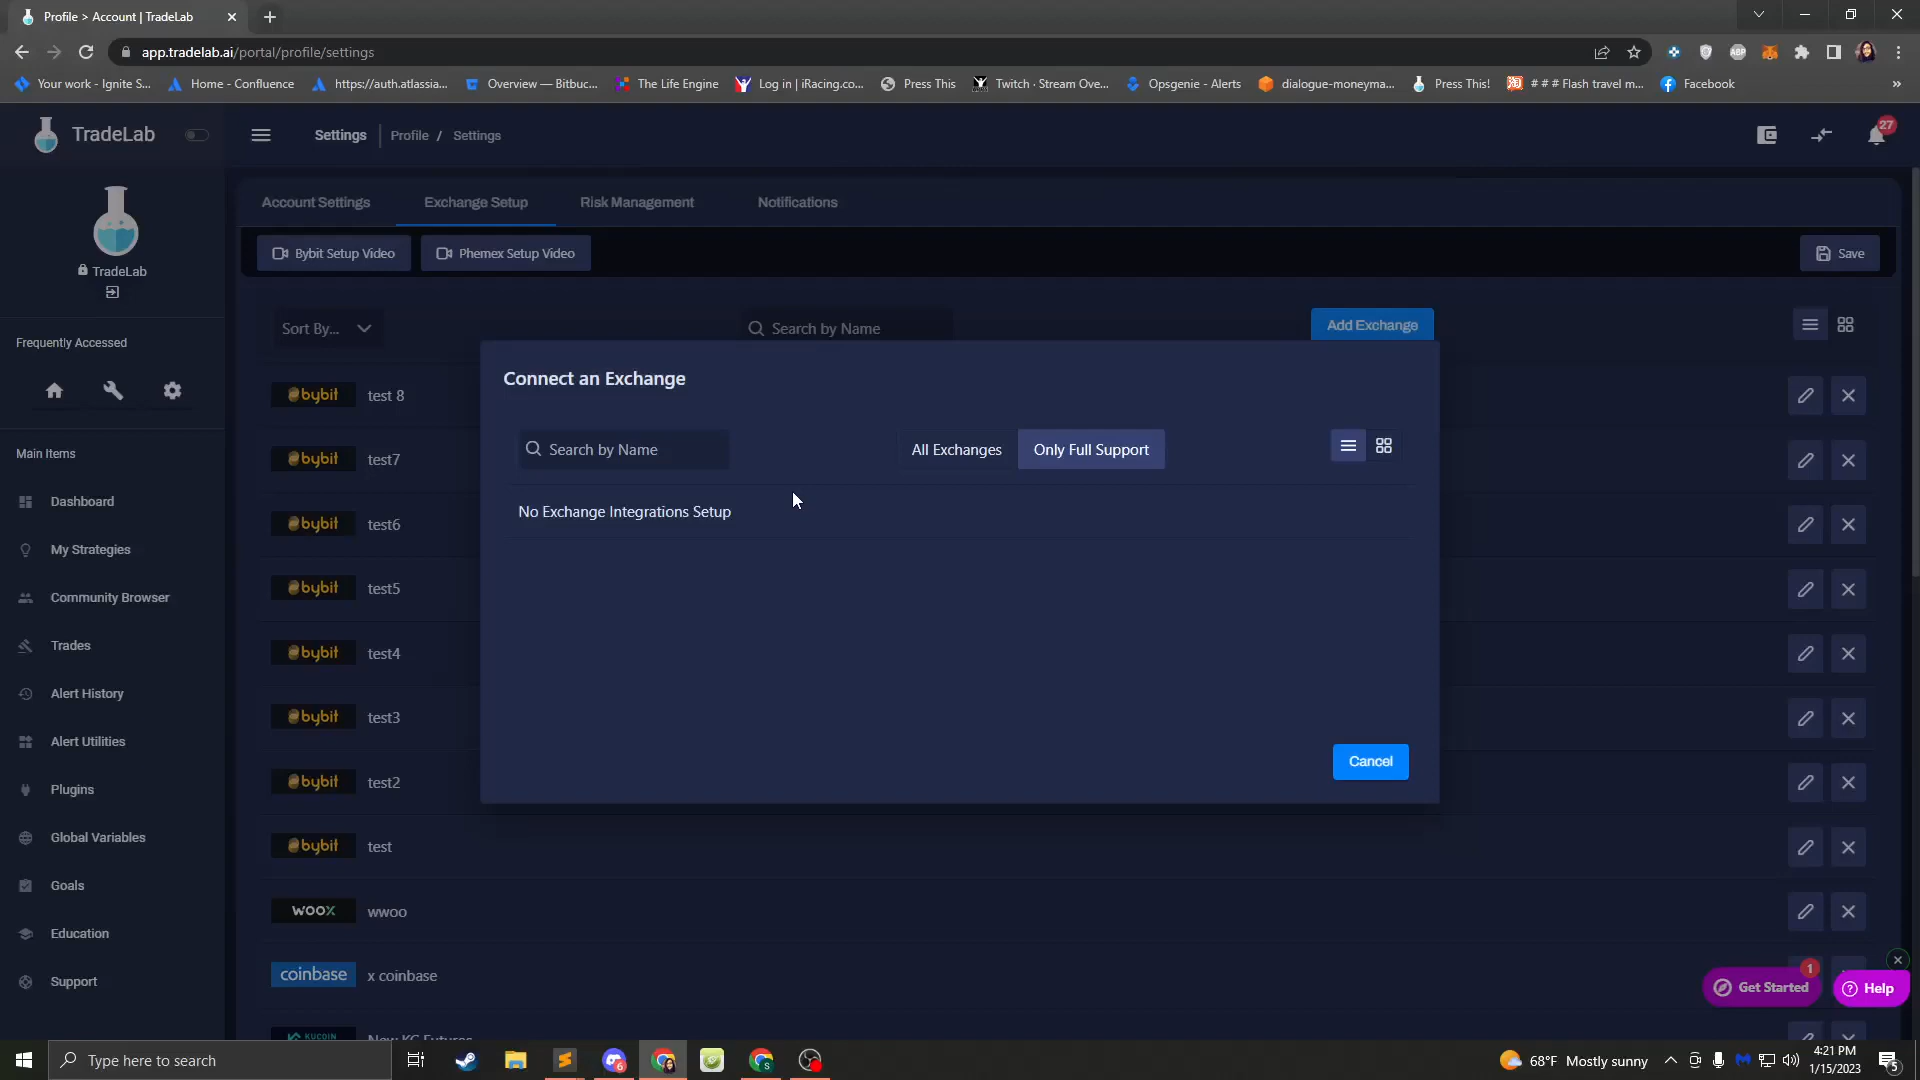 Profile > Account | TradeLab
app.tradelab.ai/portal/profile/settings
Your work - Ignite S...
Home - Confluence
https://auth.atlassia...
Overview — Bitbuc...
The Life Engine
Log in | iRacing.co...
Press This
Twitch - Stream Ove...
Opsgenie - Alerts
dialogue-moneyma...
Press This!
# # # Flash travel m...
Facebook
TradeLab
Settings
Profile / Settings
27
Account Settings
Exchange Setup
Risk Management
Notifications
Bybit Setup Video
Phemex Setup Video
Save
TradeLab
Frequently Accessed
Main Items
Dashboard
My Strategies
Community Browser
Trades
Alert History
Alert Utilities
Plugins
Global Variables
Goals
Education
Support
Sort By...
Search by Name
Add Exchange
bybit test 8
bybit test7
bybit test6
bybit test5
bybit test4
bybit test3
bybit test2
bybit test
WOOX wwoo
coinbase x coinbase
KUCOIN New KC Futures
Connect an Exchange
Search by Name
All Exchanges
Only Full Support
No Exchange Integrations Setup
Cancel
1
Get Started
Help
Type here to search
6
S
68°F Mostly sunny
4:21 PM
1/15/2023
5